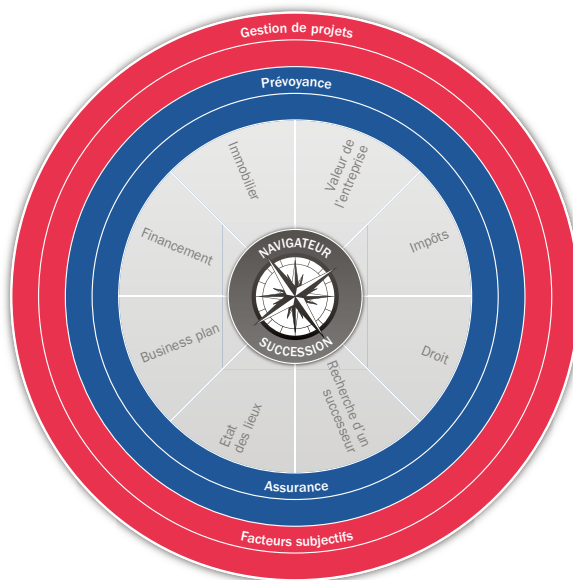 Gestion de projets
Prévoyance
Immobilier
Valeur de
l'entreprise
Financement
Impôts
NAVIGATEUR
SUCCESSION
Business plan
Droit
Etat
des lieux
Recherche d'un
successeur
Assurance
Facteurs subjectifs